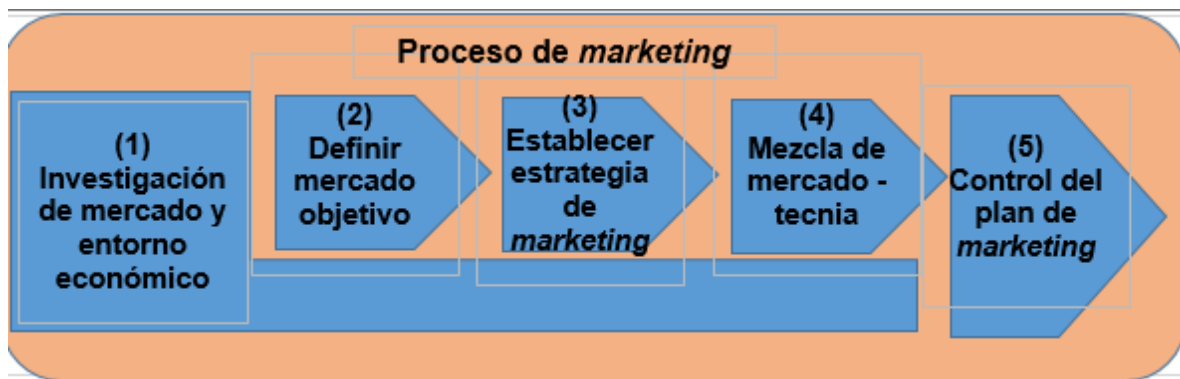 Proceso de marketing
(1)
Investigación
de mercado y
entorno
económico
(2)
Definir
mercado
objetivo
(3)
Establecer
estrategia
de
marketing
(4)
Mezcla de
mercado -
tecnia
(5)
Control del
plan de
marketing